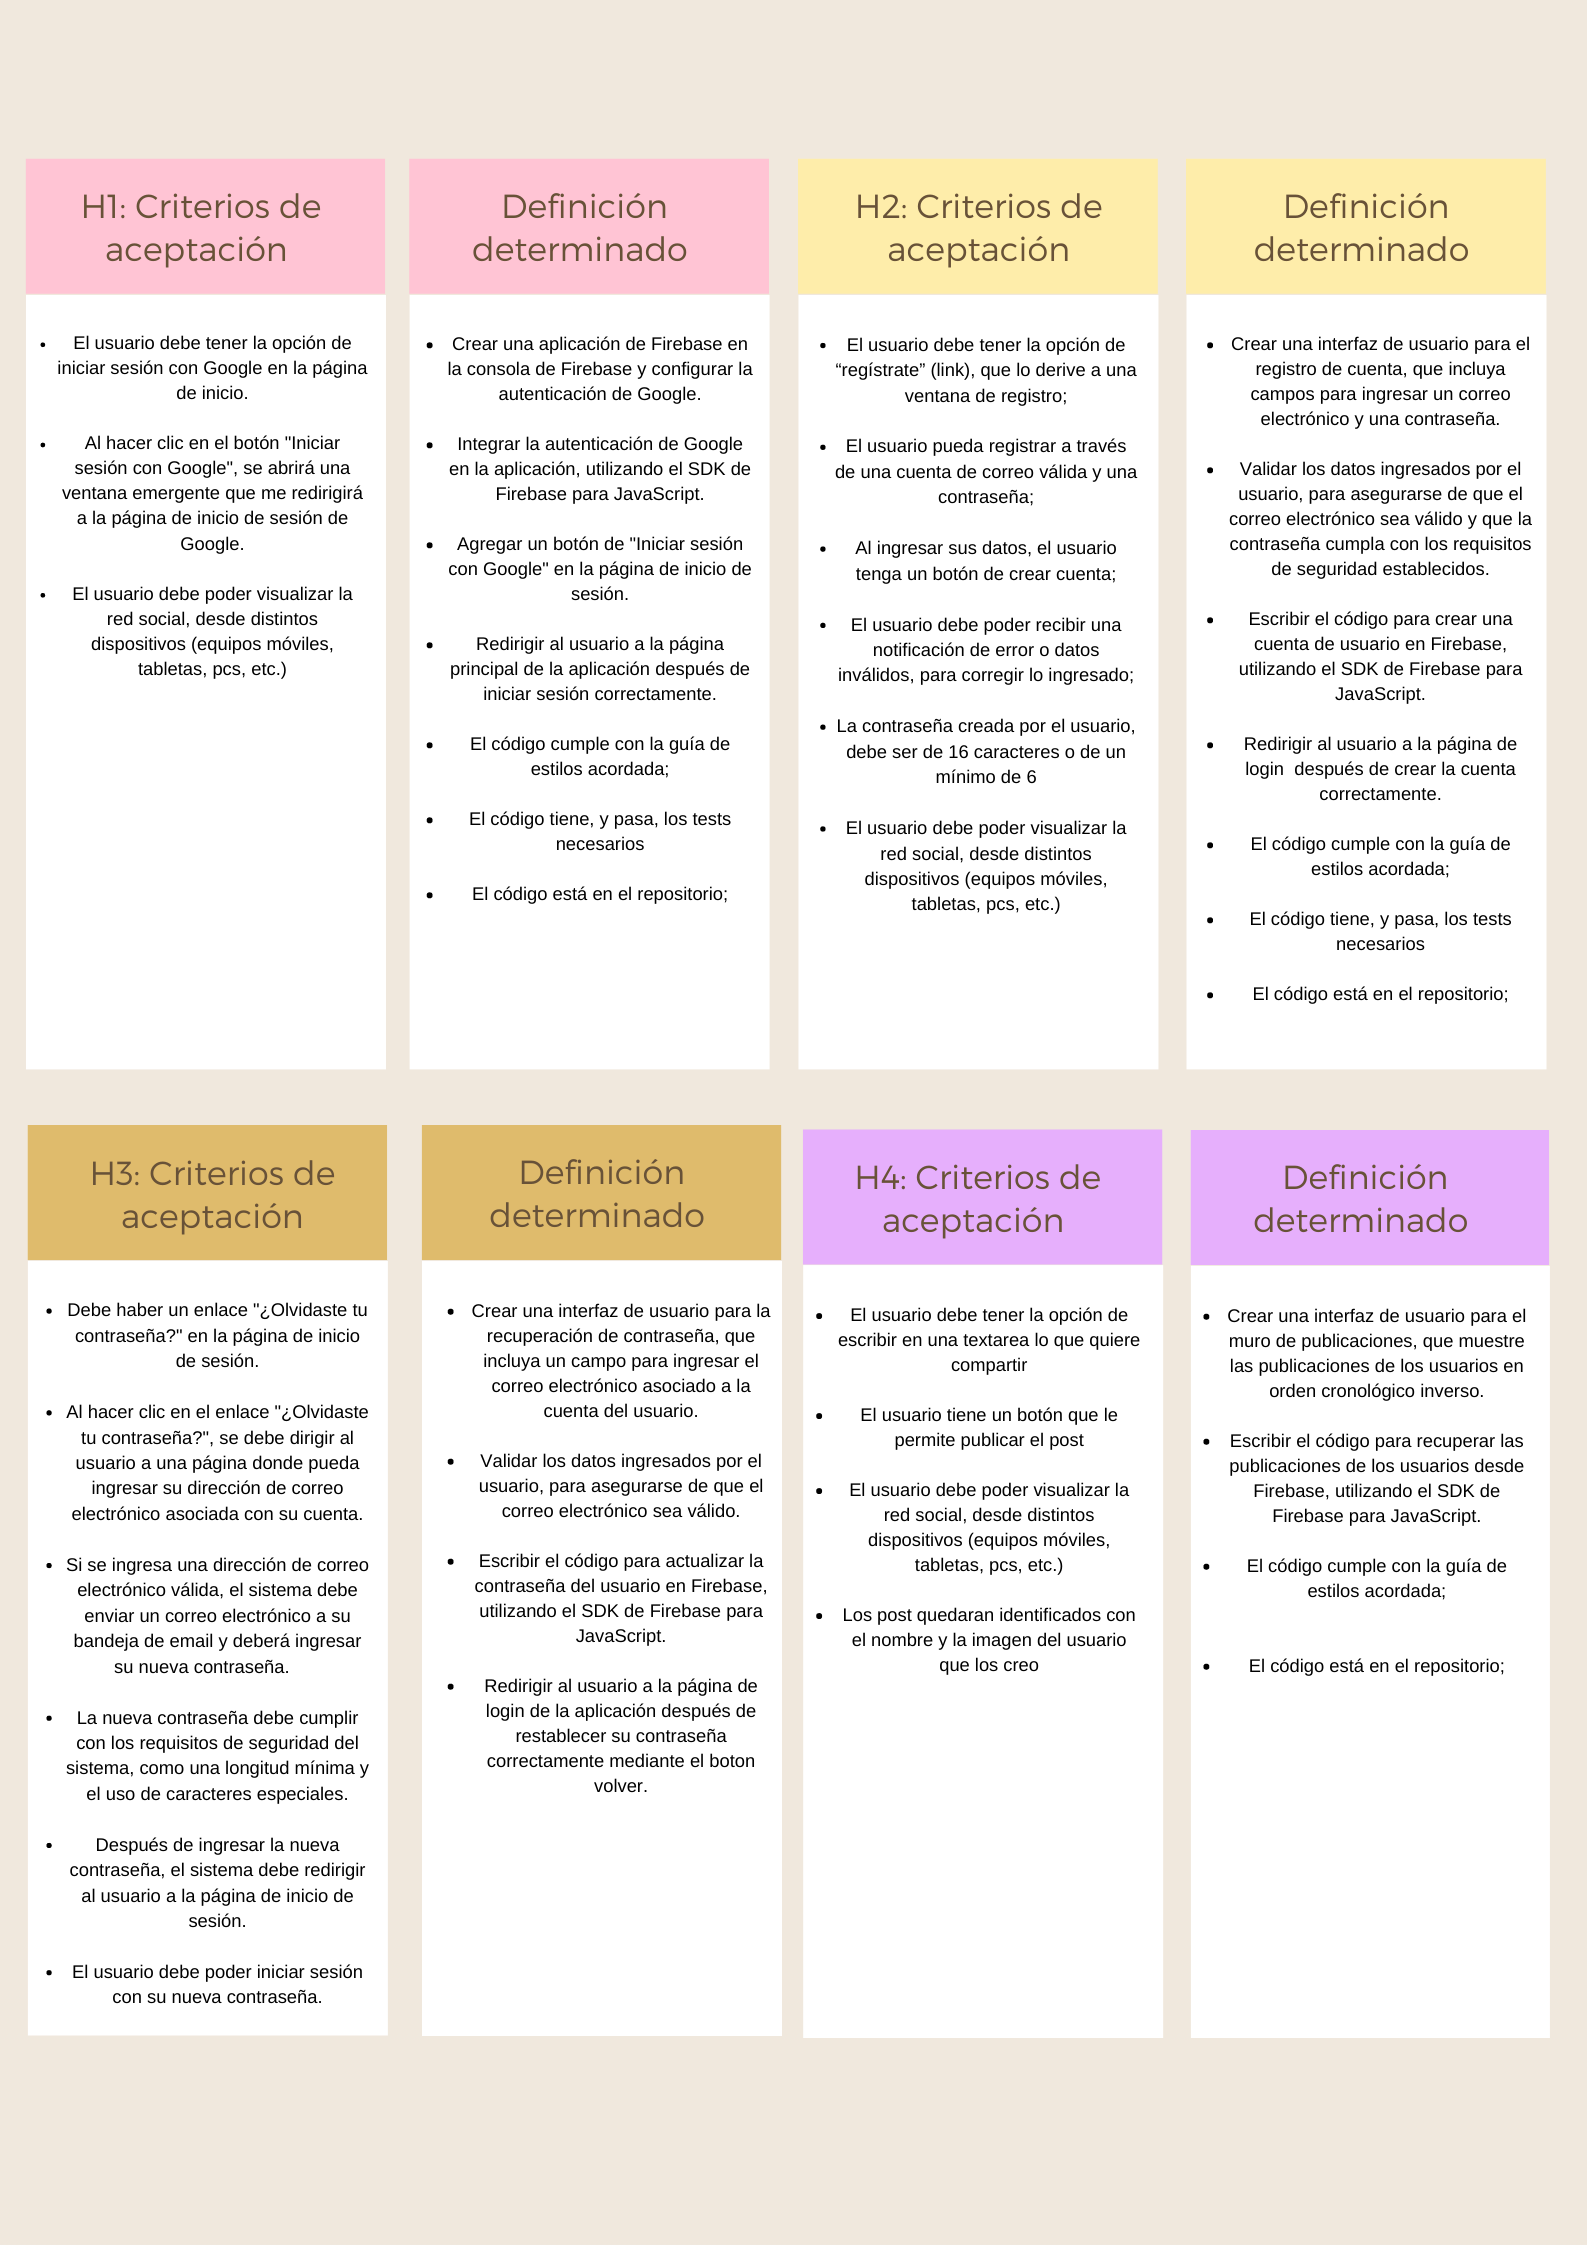 H1: Criterios de
aceptación
El usuario debe tener la opción de
iniciar sesión con Google en la página
de inicio.
Al hacer clic en el botón "Iniciar
sesión con Google", se abrirá una
ventana emergente que me redirigirá
a la página de inicio de sesión de
Google.
El usuario debe poder visualizar la
red social, desde distintos
dispositivos (equipos móviles,
tabletas, pcs, etc.)
Definición
determinado
Crear una aplicación de Firebase en
la consola de Firebase y configurar la
autenticación de Google.
Integrar la autenticación de Google
en la aplicación, utilizando el SDK de
Firebase para JavaScript.
Agregar un botón de "Iniciar sesión
con Google" en la página de inicio de
sesión.
Redirigir al usuario a la página
principal de la aplicación después de
iniciar sesión correctamente.
El código cumple con la guía de
estilos acordada;
El código tiene, y pasa, los tests
necesarios
El código está en el repositorio;
H2: Criterios de
aceptación
El usuario debe tener la opción de
“regístrate” (link), que lo derive a una
ventana de registro;
El usuario pueda registrar a través
de una cuenta de correo válida y una
contraseña;
Al ingresar sus datos, el usuario
tenga un botón de crear cuenta;
El usuario debe poder recibir una
notificación de error o datos
inválidos, para corregir lo ingresado;
La contraseña creada por el usuario,
debe ser de 16 caracteres o de un
mínimo de 6
El usuario debe poder visualizar la
red social, desde distintos
dispositivos (equipos móviles,
tabletas, pcs, etc.)
Definición
determinado
Crear una interfaz de usuario para el
registro de cuenta, que incluya
campos para ingresar un correo
electrónico y una contraseña.
Validar los datos ingresados por el
usuario, para asegurarse de que el
correo electrónico sea válido y que la
contraseña cumpla con los requisitos
de seguridad establecidos.
Escribir el código para crear una
cuenta de usuario en Firebase,
utilizando el SDK de Firebase para
JavaScript.
Redirigir al usuario a la página de
login  después de crear la cuenta
correctamente.
El código cumple con la guía de
estilos acordada;
El código tiene, y pasa, los tests
necesarios
El código está en el repositorio;
H3: Criterios de
aceptación
Debe haber un enlace "¿Olvidaste tu
contraseña?" en la página de inicio
de sesión.
Al hacer clic en el enlace "¿Olvidaste
tu contraseña?", se debe dirigir al
usuario a una página donde pueda
ingresar su dirección de correo
electrónico asociada con su cuenta.
Si se ingresa una dirección de correo
electrónico válida, el sistema debe
enviar un correo electrónico a su
bandeja de email y deberá ingresar
su nueva contraseña.
La nueva contraseña debe cumplir
con los requisitos de seguridad del
sistema, como una longitud mínima y
el uso de caracteres especiales.
Después de ingresar la nueva
contraseña, el sistema debe redirigir
al usuario a la página de inicio de
sesión.
El usuario debe poder iniciar sesión
con su nueva contraseña.
Definición
determinado
Crear una interfaz de usuario para la
recuperación de contraseña, que
incluya un campo para ingresar el
correo electrónico asociado a la
cuenta del usuario.
Validar los datos ingresados por el
usuario, para asegurarse de que el
correo electrónico sea válido.
Escribir el código para actualizar la
contraseña del usuario en Firebase,
utilizando el SDK de Firebase para
JavaScript.
Redirigir al usuario a la página de
login de la aplicación después de
restablecer su contraseña
correctamente mediante el boton
volver.
H4: Criterios de
aceptación
El usuario debe tener la opción de
escribir en una textarea lo que quiere
compartir
El usuario tiene un botón que le
permite publicar el post
El usuario debe poder visualizar la
red social, desde distintos
dispositivos (equipos móviles,
tabletas, pcs, etc.)
Los post quedaran identificados con
el nombre y la imagen del usuario
que los creo
Definición
determinado
Crear una interfaz de usuario para el
muro de publicaciones, que muestre
las publicaciones de los usuarios en
orden cronológico inverso.
Escribir el código para recuperar las
publicaciones de los usuarios desde
Firebase, utilizando el SDK de
Firebase para JavaScript.
El código cumple con la guía de
estilos acordada;
El código está en el repositorio;